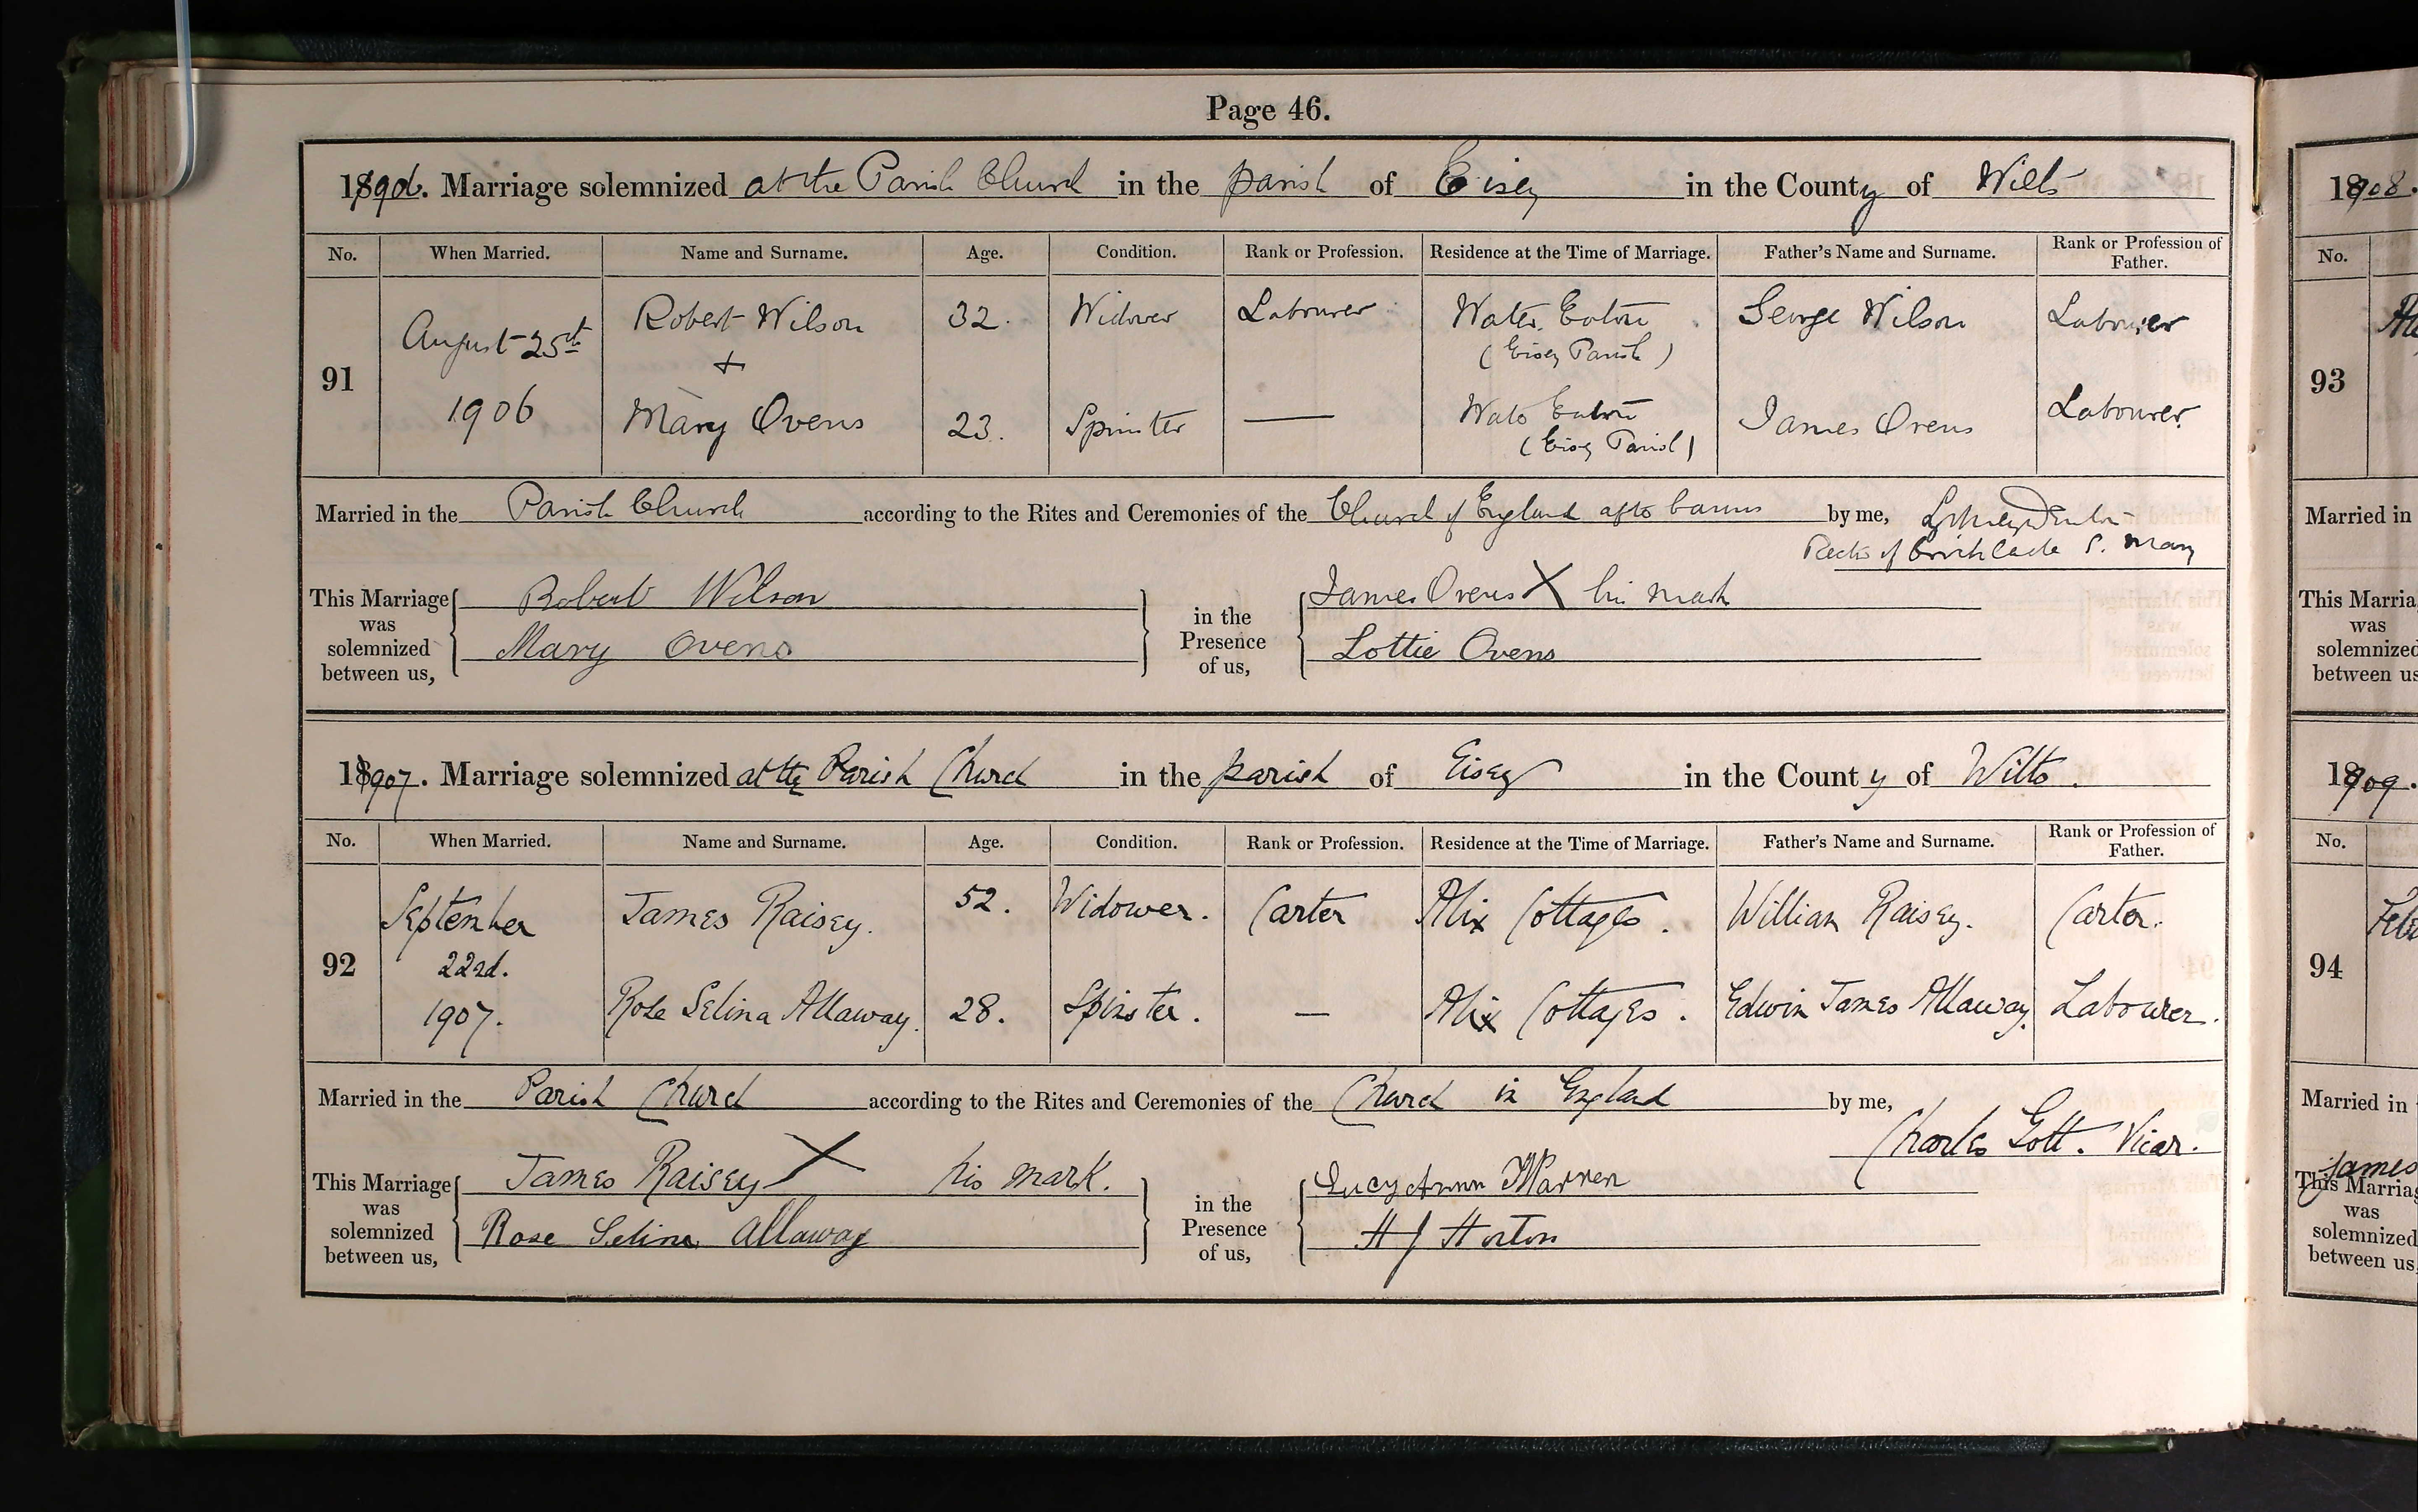 Page 46.
190d. Marriage solemnized at the Parish Church in the parish of Eisey in the County of Wilts
No. When Married. Name and Surname. Age. Condition. Rank or Profession. Residence at the Time of Marriage. Father's Name and Surname. Rank or Profession of Father.
91
August 25th
1906
Robert Wilson 32. Widower Labourer Water Eaton (Eisey Parish) George Wilson Labourer
+
Mary Ovens 23. Spinster — Water Eaton (Eisey Parish) James Ovens Labourer
Married in the Parish Church according to the Rites and Ceremonies of the Church of England after banns by me,
of Cricklade S. Mary
This Marriage was solemnized between us,
Robert Wilson
Mary Ovens
in the Presence of us,
James Ovens X his mark
Lottie Ovens
1907. Marriage solemnized at the Parish Church in the parish of Eisey in the County of Wilts.
No. When Married. Name and Surname. Age. Condition. Rank or Profession. Residence at the Time of Marriage. Father's Name and Surname. Rank or Profession of Father.
92
September
22nd.
1907.
James Raisey. 52. Widower. Carter Alix Cottages. William Raisey. Carter.
Rose Selina Allaway. 28. Spinster. — Alix Cottages. Edwin James Allaway. Labourer.
Married in the Parish Church according to the Rites and Ceremonies of the Church in England by me,
Charles Gott. Vicar.
This Marriage was solemnized between us,
James Raisey X his mark.
Rose Selina Allaway
in the Presence of us,
Lucy Annn Warren
H J Horton
1908.
No.
93
Married in
This Marria
was
solemnized
between us
1909.
No.
94
Married in
James
This Marria
was
solemnized
between us,